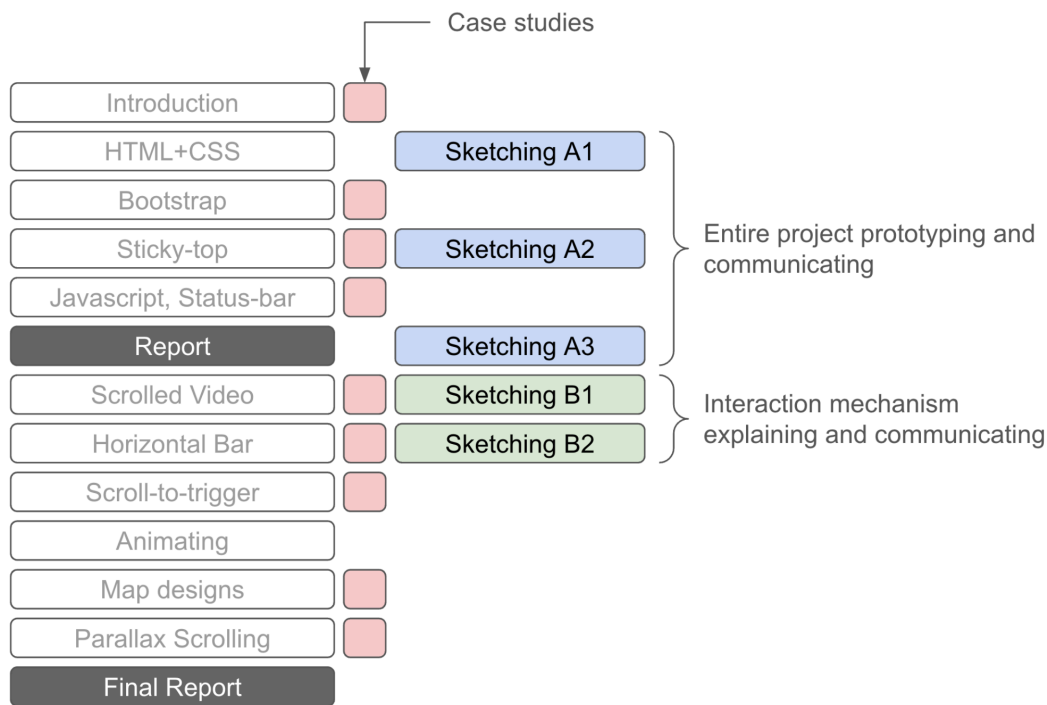 Case studies
Introduction
HTML+CSS
Sketching A1
Bootstrap
Sticky-top
Sketching A2
Entire project prototyping and
communicating
Javascript, Status-bar
Report
Sketching A3
Scrolled Video
Sketching B1
Interaction mechanism
explaining and communicating
Horizontal Bar
Sketching B2
Scroll-to-trigger
Animating
Map designs
Parallax Scrolling
Final Report